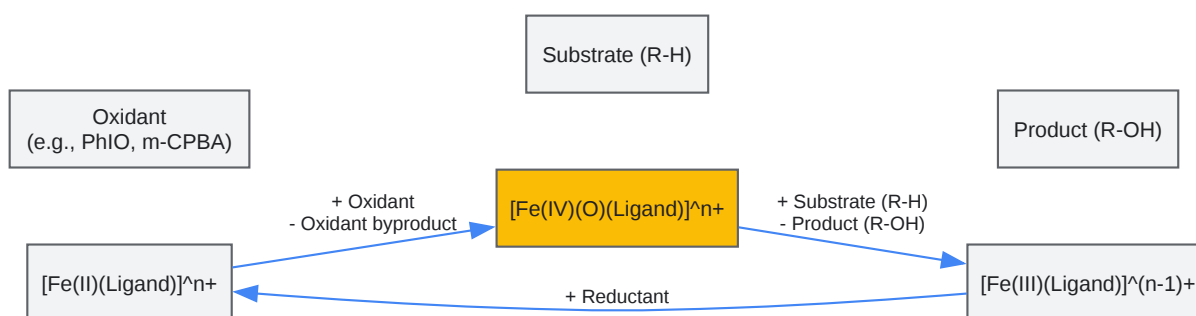 Substrate (R-H)
Oxidant
(e.g., PhIO, m-CPBA)
Product (R-OH)
+ Oxidant
- Oxidant byproduct
[Fe(IV)(O)(Ligand)]^n+
+ Substrate (R-H)
- Product (R-OH)
[Fe(II)(Ligand)]^n+
+ Reductant
[Fe(III)(Ligand)]^(n-1)+